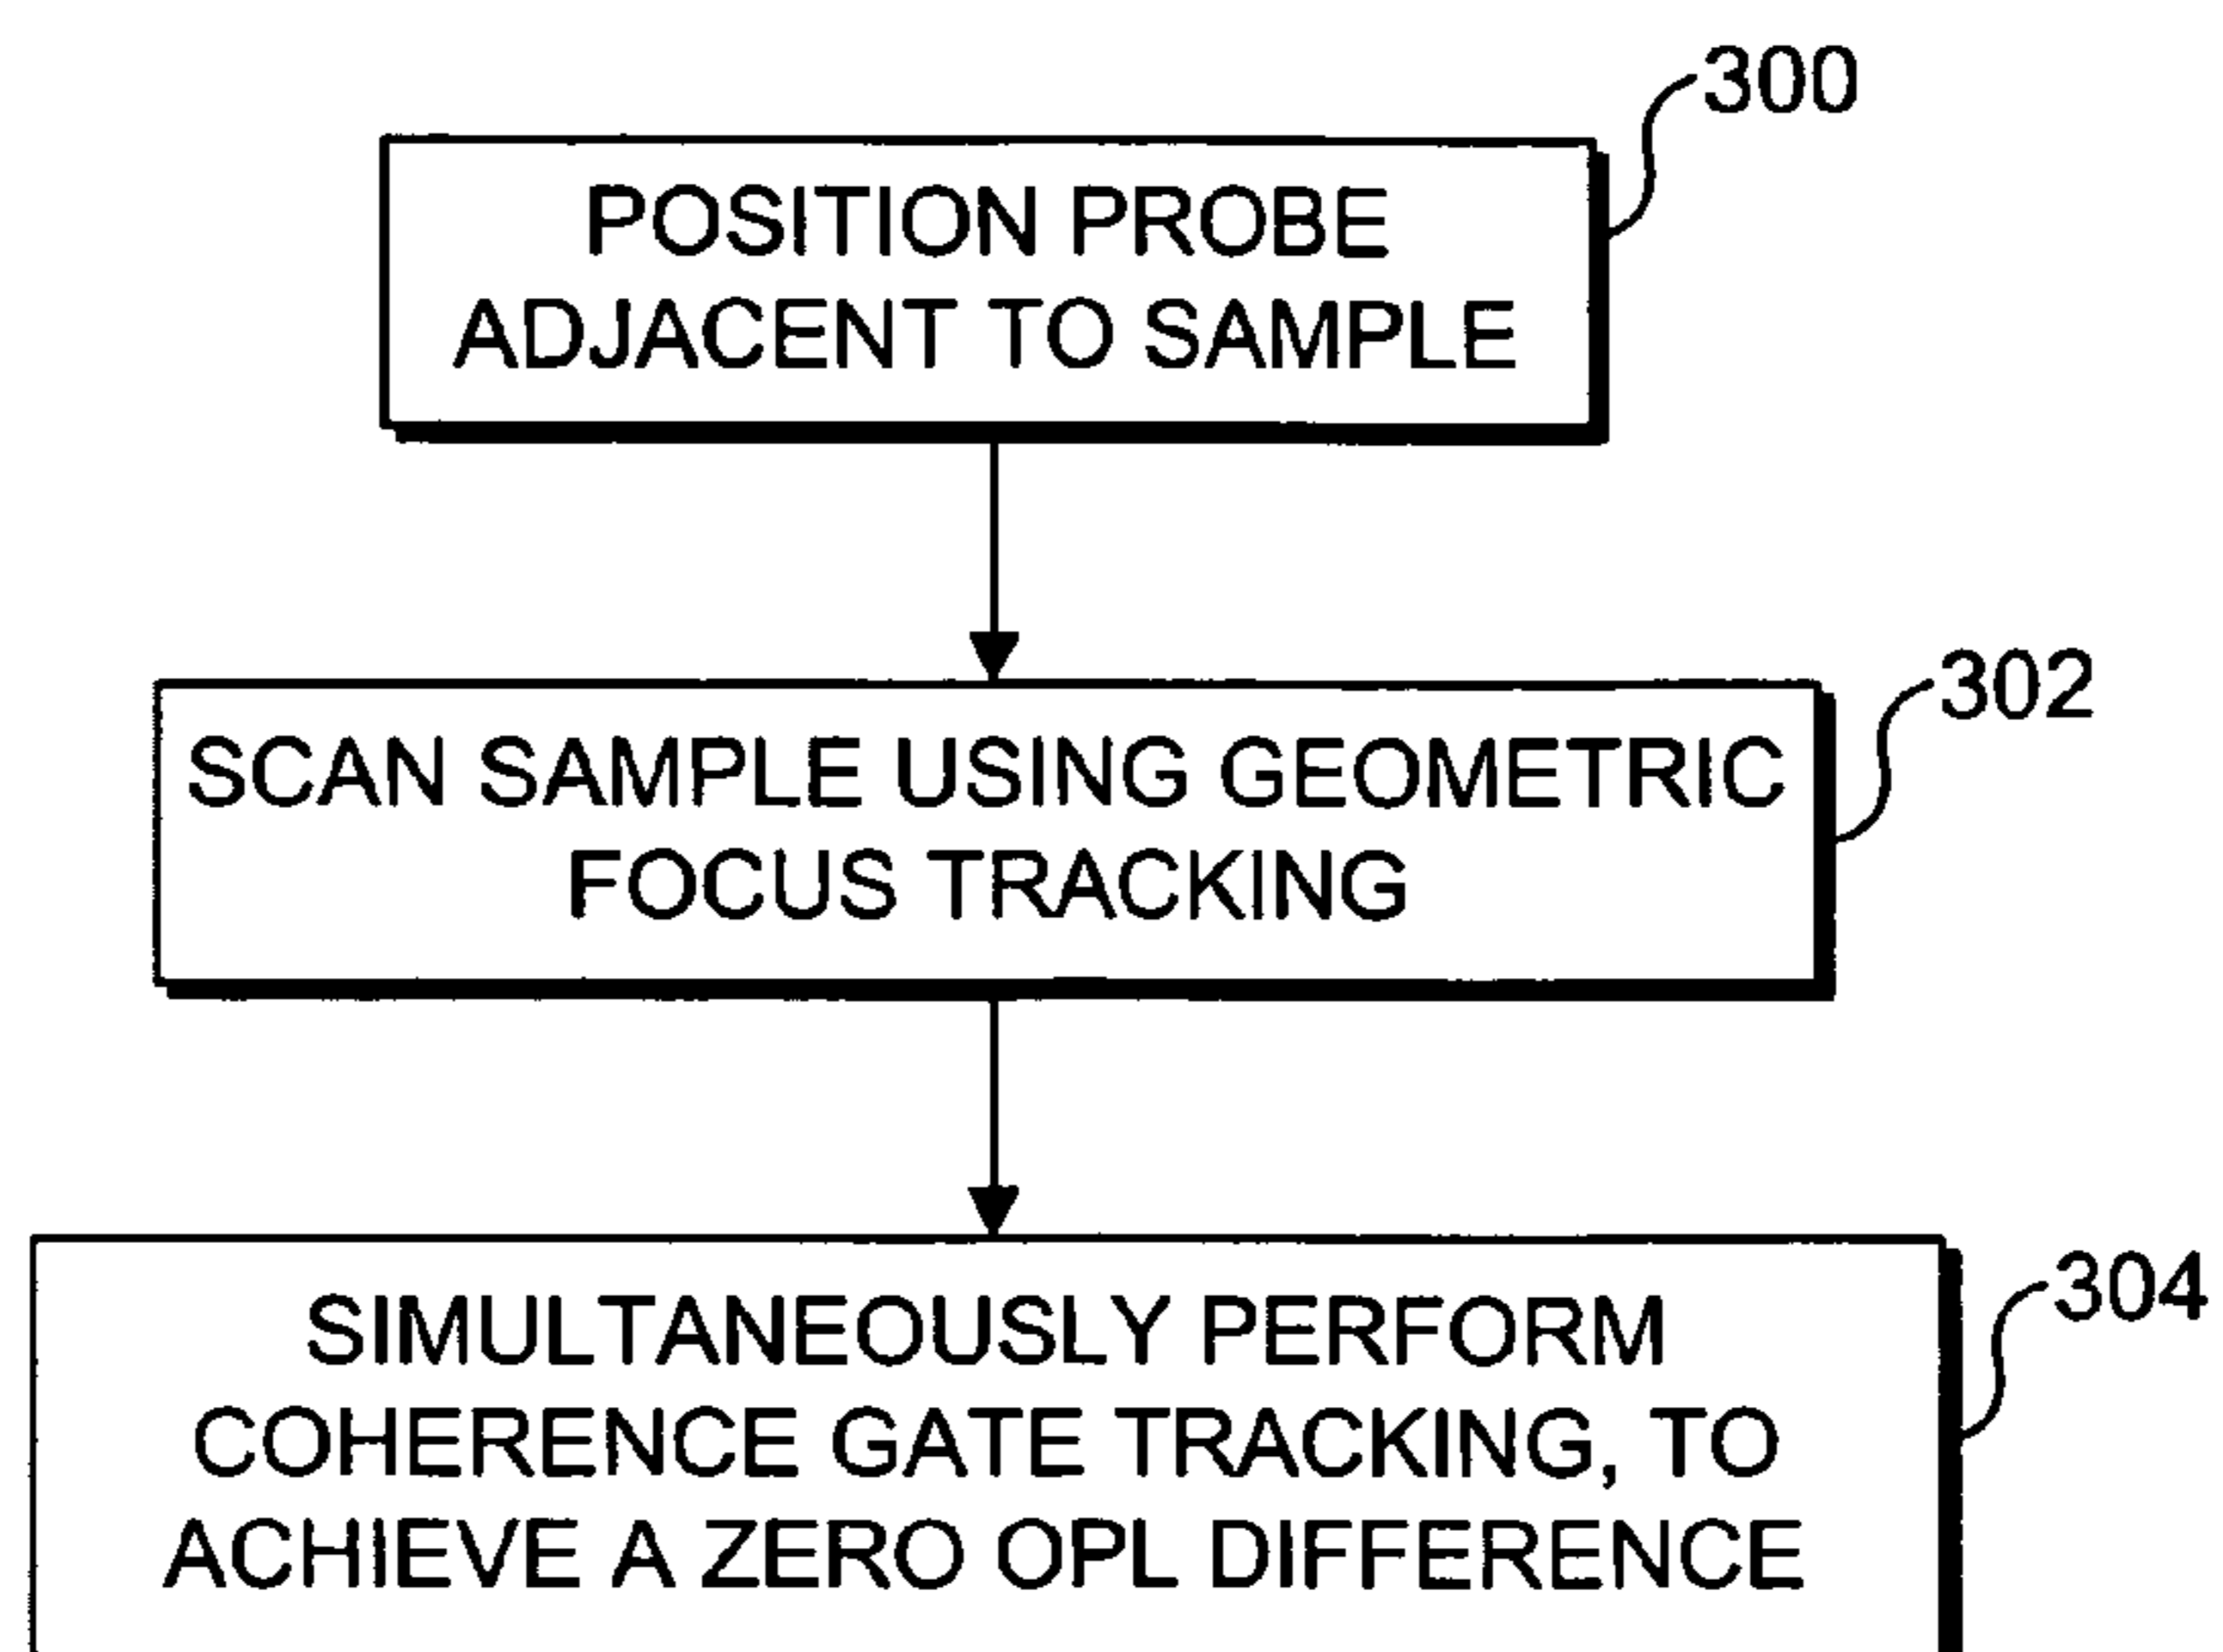 300
POSITION PROBE
ADJACENT TO SAMPLE
302
SCAN SAMPLE USING GEOMETRIC
FOCUS TRACKING
304
SIMULTANEOUSLY PERFORM
COHERENCE GATE TRACKING, TO
ACHIEVE A ZERO OPL DIFFERENCE